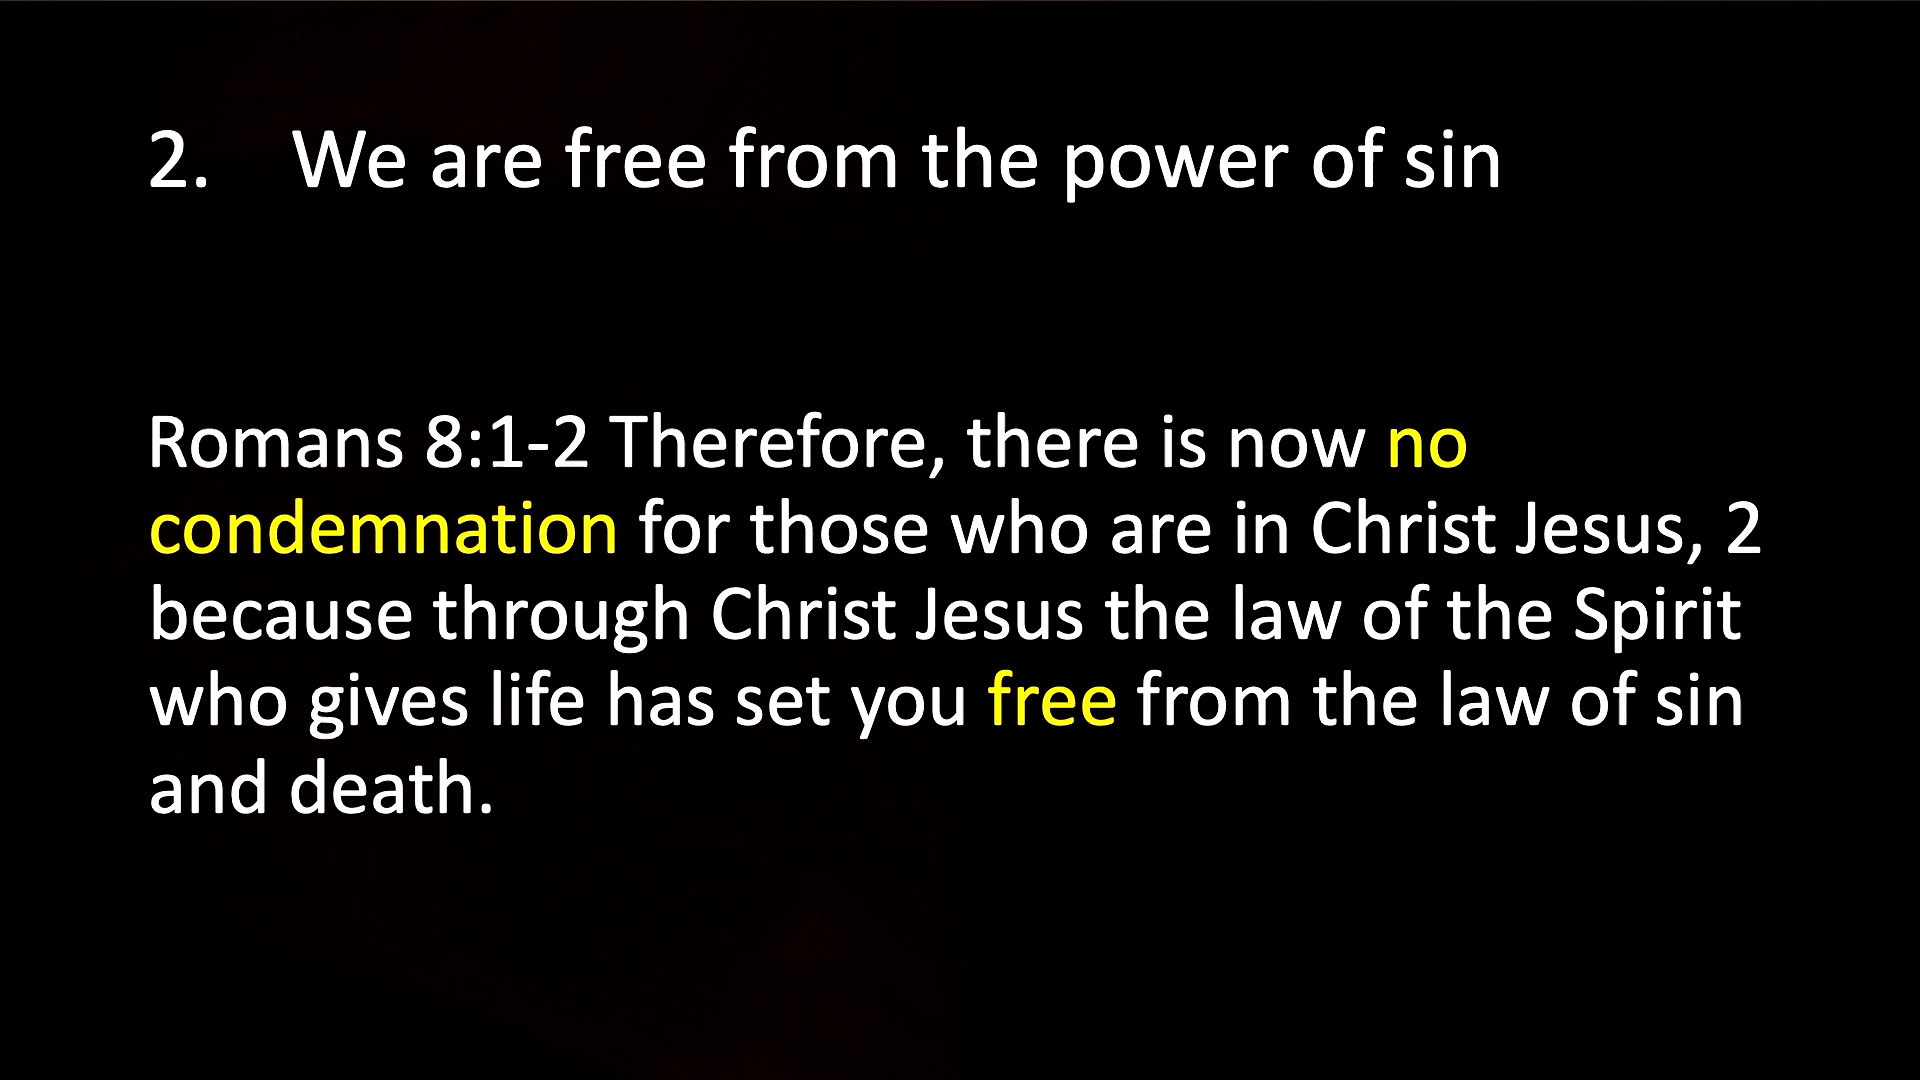 2. We are free from the power of sin
Romans 8:1-2 Therefore, there is now no
condemnation for those who are in Christ Jesus, 2
because through Christ Jesus the law of the Spirit
who gives life has set you free from the law of sin
and death.